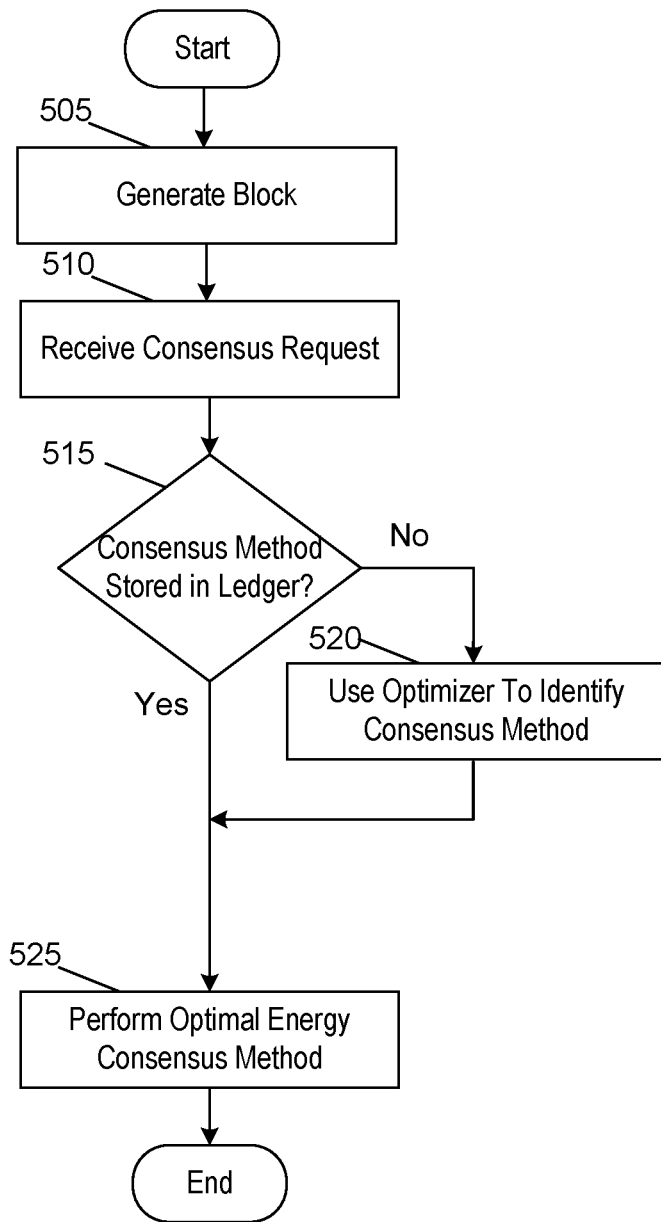 Start
505
Generate Block
510
Receive Consensus Request
515
Consensus Method
Stored in Ledger?
No
520
Use Optimizer To Identify
Consensus Method
Yes
525
Perform Optimal Energy
Consensus Method
End